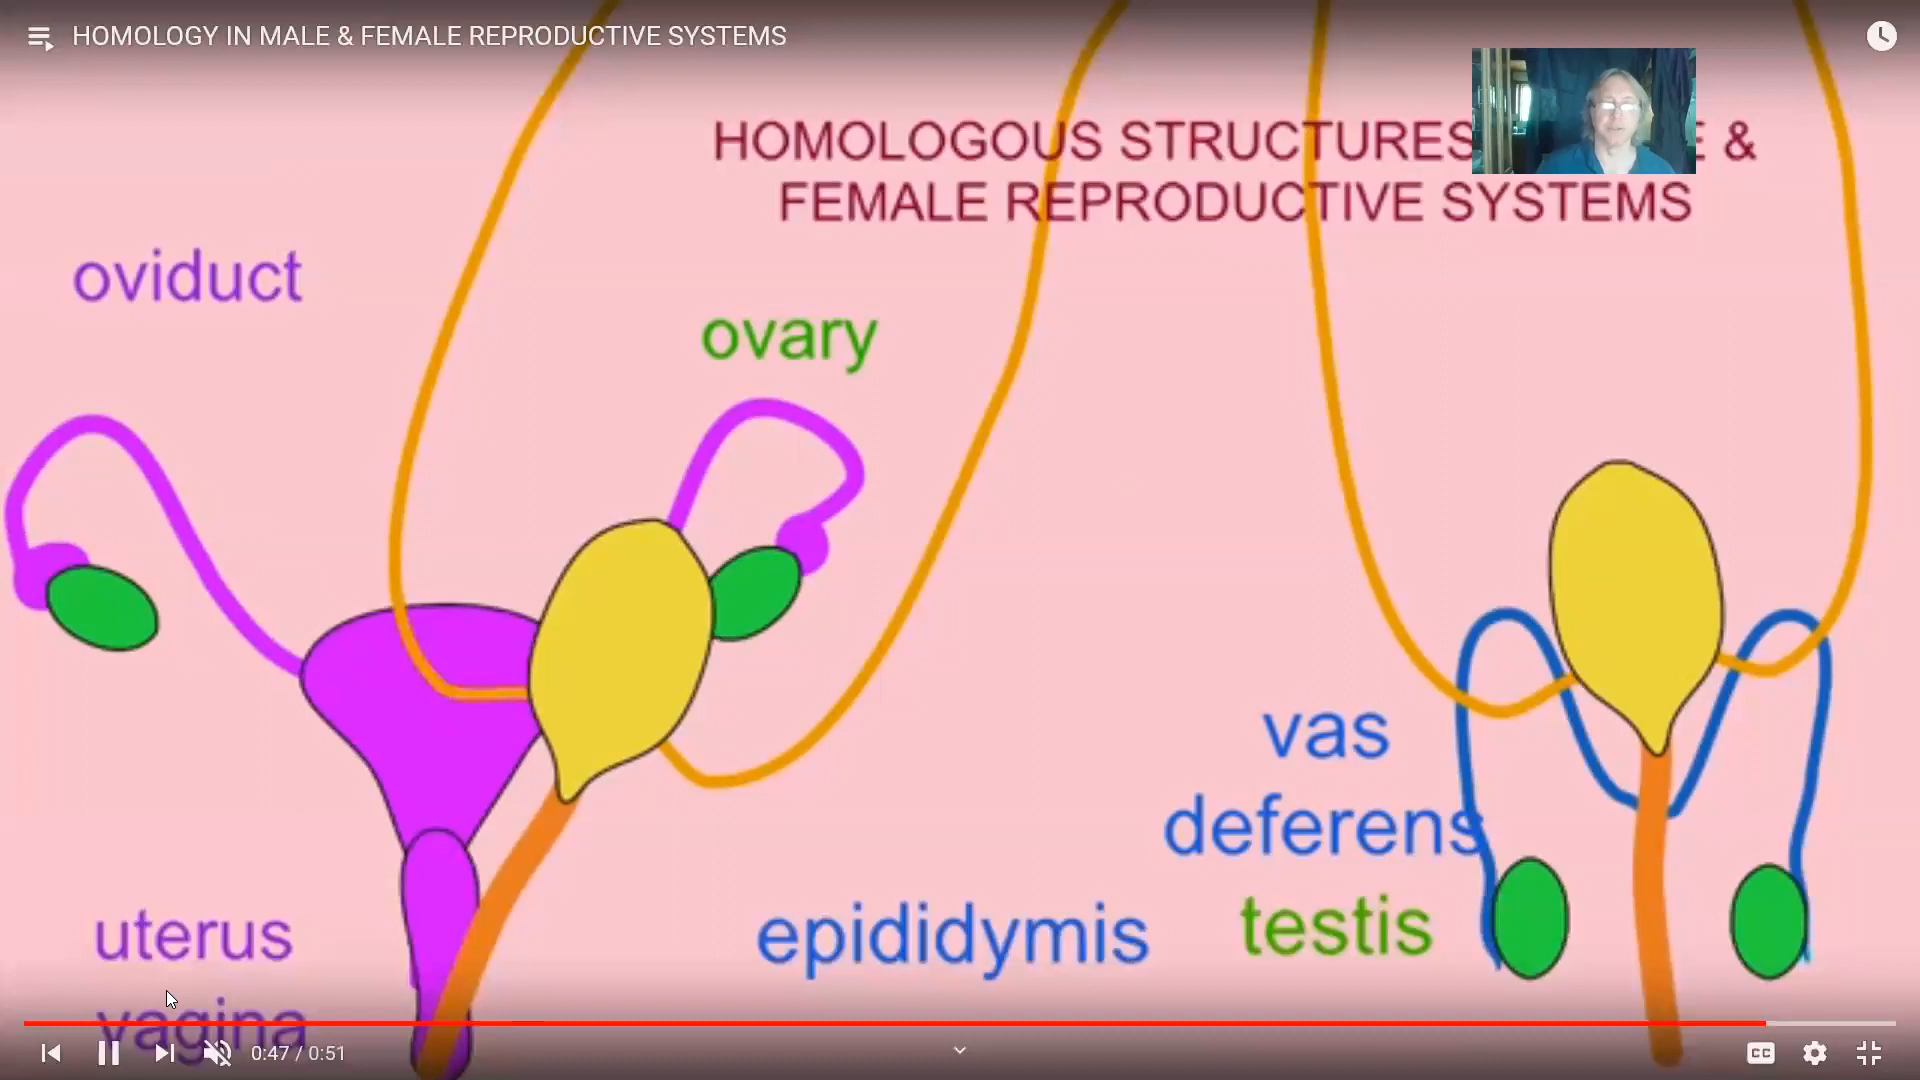 HOMOLOGY IN MALE & FEMALE REPRODUCTIVE SYSTEMS
HOMOLOGOUS STRUCTURES &
FEMALE REPRODUCTIVE SYSTEMS
oviduct
ovary
vas
deferens
testis
epididymis
uterus
vagina
0:47 / 0:51
CC